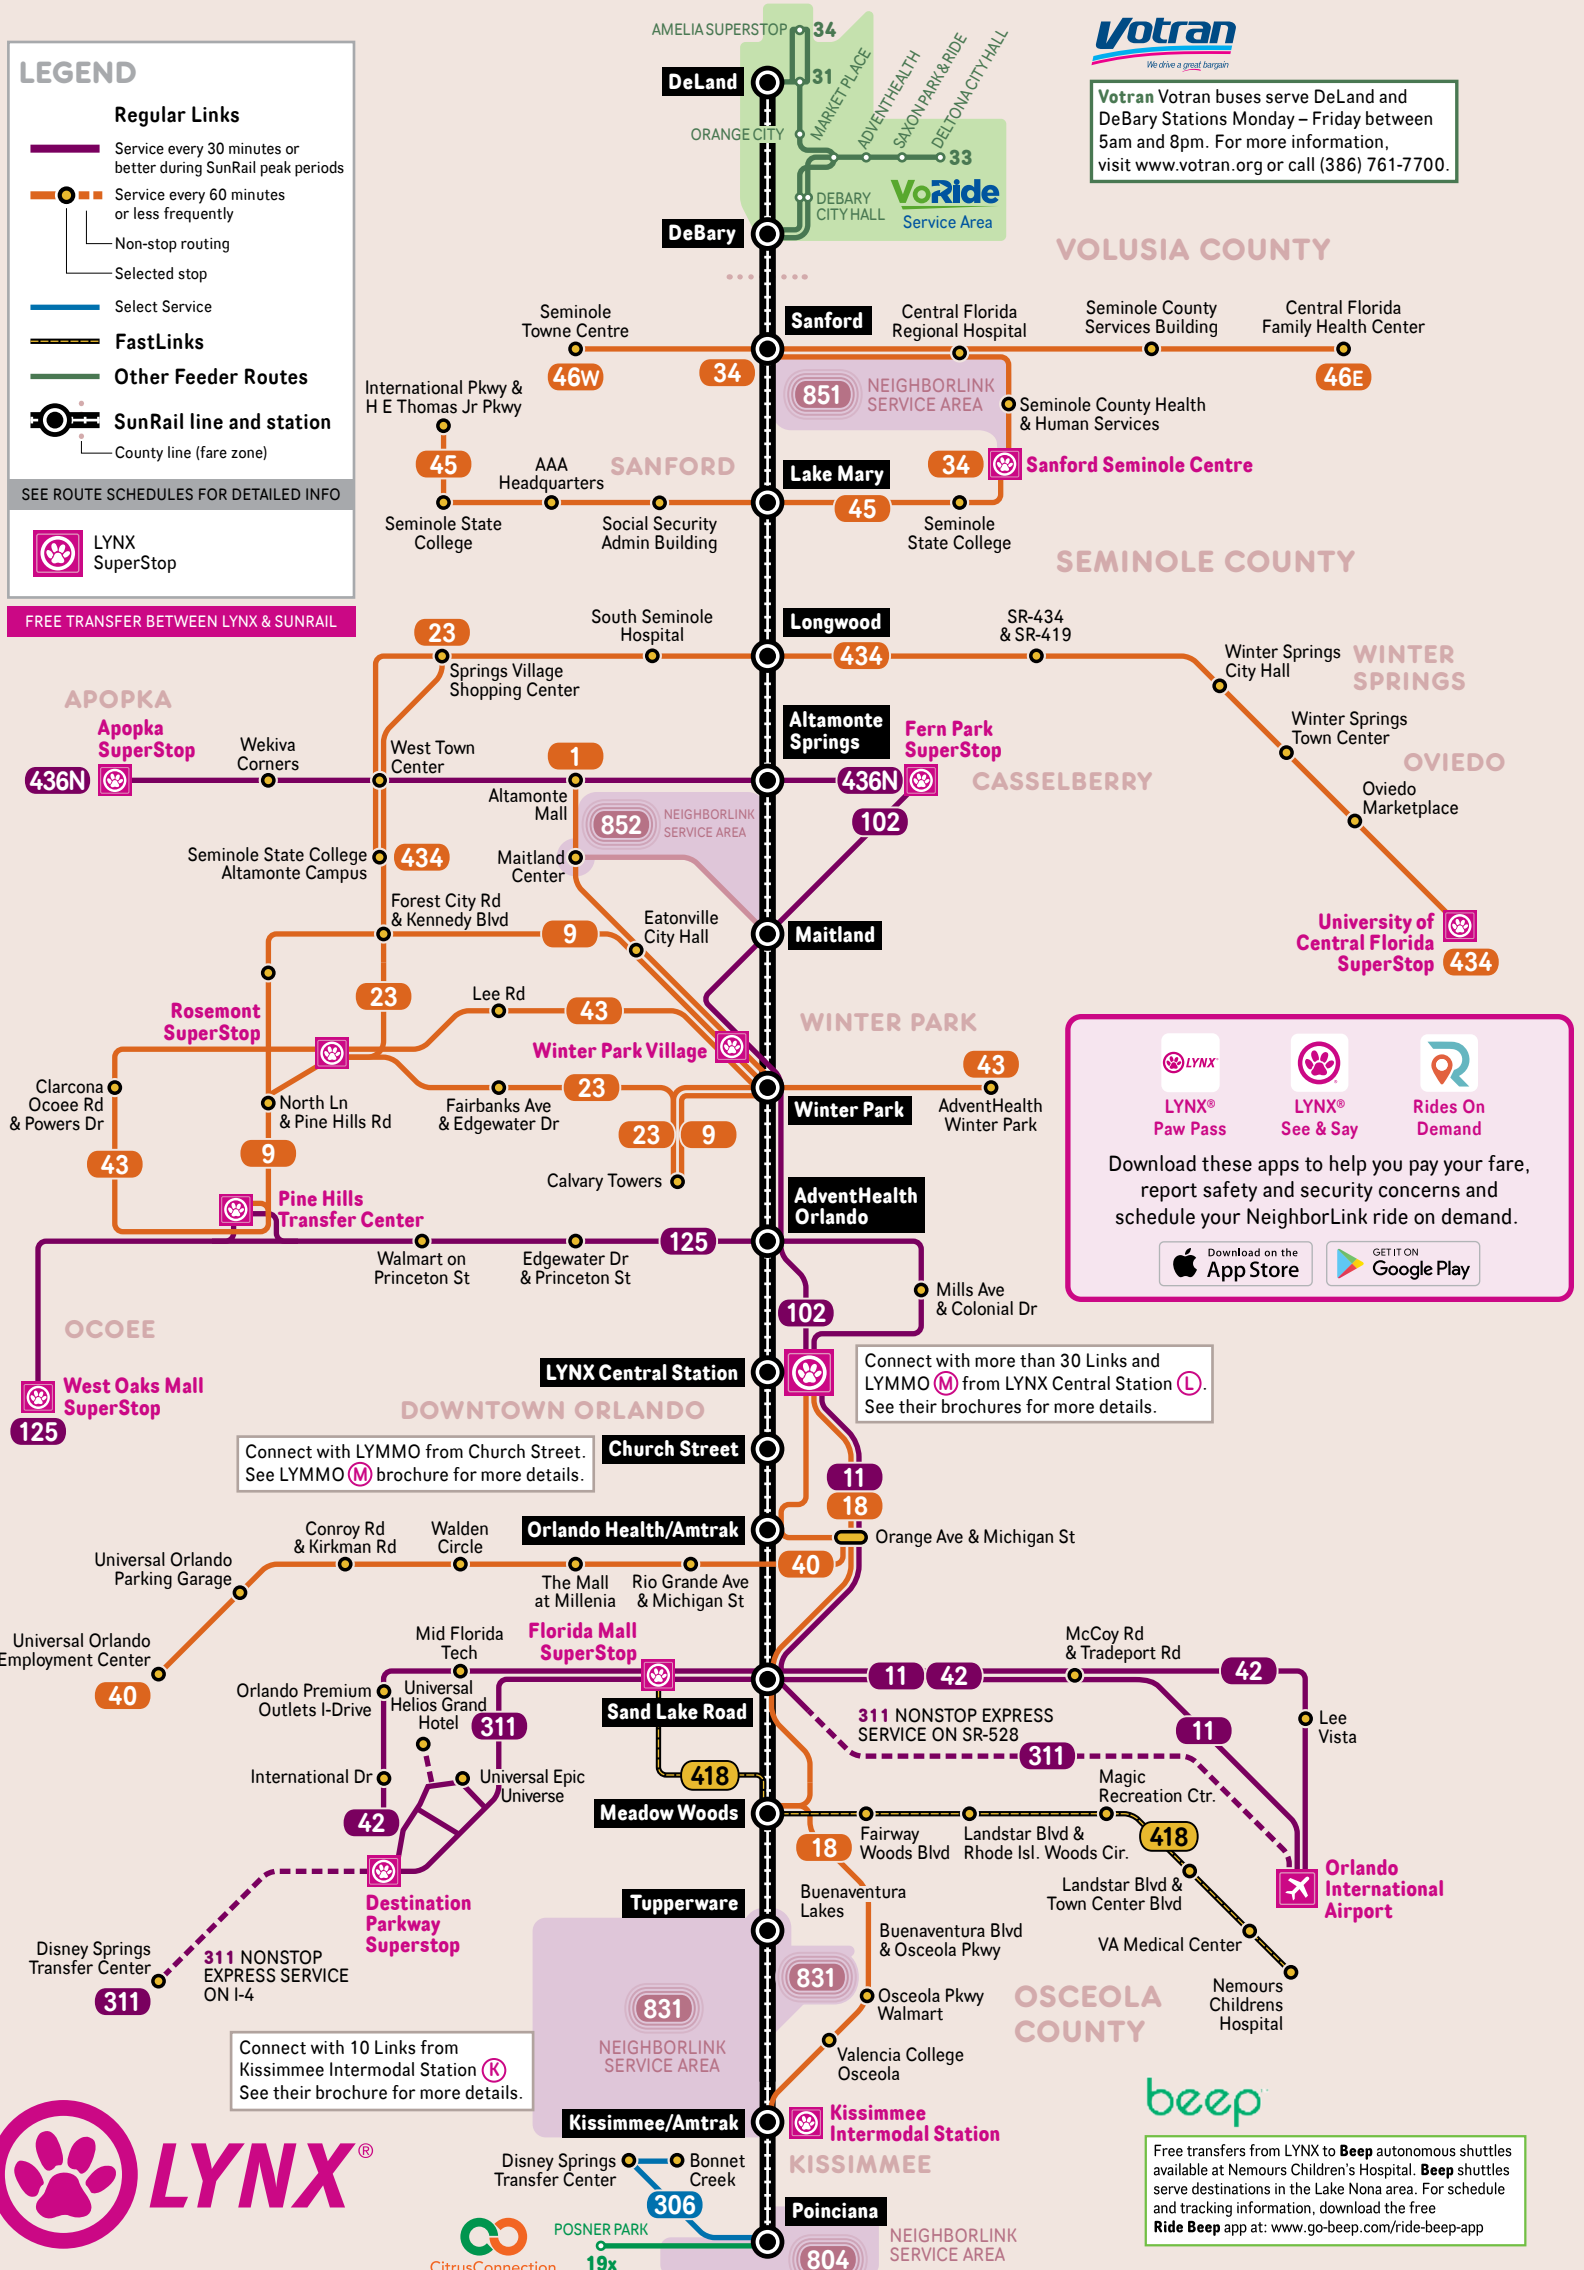 LEGEND
Regular Links
Service every 30 minutes or
better during SunRail peak periods
Service every 60 minutes
or less frequently
Non-stop routing
Selected stop
Select Service
FastLinks
Other Feeder Routes
SunRail line and station
County line (fare zone)
SEE ROUTE SCHEDULES FOR DETAILED INFO
LYNX
SuperStop
FREE TRANSFER BETWEEN LYNX & SUNRAIL
AMELIA SUPERSTOP
34
DeLand
31
ORANGE CITY
MARKET PLACE
ADVENTHEALTH
SAXON PARK & RIDE
DELTONA CITY HALL
33
DEBARY
CITY HALL
VoRide
Service Area
DeBary
Votran
We drive a great bargain
Votran Votran buses serve DeLand and
DeBary Stations Monday – Friday between
5am and 8pm. For more information,
visit www.votran.org or call (386) 761-7700.
VOLUSIA COUNTY
Seminole
Towne Centre
46W
Sanford
34
Central Florida
Regional Hospital
Seminole County
Services Building
Central Florida
Family Health Center
46E
International Pkwy &
H E Thomas Jr Pkwy
45
851
NEIGHBORLINK
SERVICE AREA
Seminole County Health
& Human Services
34
Sanford Seminole Centre
AAA
Headquarters
SANFORD
Lake Mary
45
Seminole State
College
Social Security
Admin Building
Seminole
State College
SEMINOLE COUNTY
23
South Seminole
Hospital
Longwood
434
SR-434
& SR-419
Springs Village
Shopping Center
Winter Springs
City Hall
WINTER
SPRINGS
APOPKA
Apopka
SuperStop
436N
Wekiva
Corners
West Town
Center
1
Altamonte
Mall
Altamonte
Springs
Fern Park
SuperStop
436N
102
CASSELBERRY
Winter Springs
Town Center
OVIEDO
Oviedo
Marketplace
852
NEIGHBORLINK
SERVICE AREA
Seminole State College
Altamonte Campus
434
Maitland
Center
Forest City Rd
& Kennedy Blvd
9
Eatonville
City Hall
Maitland
University of
Central Florida
SuperStop
434
23
Lee Rd
43
Rosemont
SuperStop
Winter Park Village
WINTER PARK
43
Clarcona
Ocoee Rd
& Powers Dr
North Ln
& Pine Hills Rd
Fairbanks Ave
& Edgewater Dr
23
Winter Park
AdventHealth
Winter Park
43
9
23
9
Calvary Towers
LYNX
LYNX®
Paw Pass
LYNX®
See & Say
Rides On
Demand
Download these apps to help you pay your fare,
report safety and security concerns and
schedule your NeighborLink ride on demand.
Download on the
App Store
GET IT ON
Google Play
Pine Hills
Transfer Center
AdventHealth
Orlando
Walmart on
Princeton St
Edgewater Dr
& Princeton St
125
Mills Ave
& Colonial Dr
102
OCOEE
West Oaks Mall
SuperStop
125
LYNX Central Station
Connect with more than 30 Links and
LYMMO M from LYNX Central Station L.
See their brochures for more details.
DOWNTOWN ORLANDO
Connect with LYMMO from Church Street.
See LYMMO M brochure for more details.
Church Street
11
18
Orlando Health/Amtrak
Orange Ave & Michigan St
Universal Orlando
Parking Garage
Conroy Rd
& Kirkman Rd
Walden
Circle
The Mall
at Millenia
Rio Grande Ave
& Michigan St
40
Universal Orlando
Employment Center
40
Mid Florida
Tech
Florida Mall
SuperStop
Orlando Premium
Outlets I-Drive
Universal
Helios Grand
Hotel
311
Sand Lake Road
11
42
McCoy Rd
& Tradeport Rd
42
311 NONSTOP EXPRESS
SERVICE ON SR-528
311
11
Lee
Vista
International Dr
42
Universal Epic
Universe
418
Meadow Woods
Magic
Recreation Ctr.
Fairway
Woods Blvd
Landstar Blvd &
Rhode Isl. Woods Cir.
418
18
Landstar Blvd &
Town Center Blvd
Orlando
International
Airport
Destination
Parkway
Superstop
Tupperware
Buenaventura
Lakes
Buenaventura Blvd
& Osceola Pkwy
VA Medical Center
Disney Springs
Transfer Center
311
311 NONSTOP
EXPRESS SERVICE
ON I-4
831
831
NEIGHBORLINK
SERVICE AREA
Osceola Pkwy
Walmart
OSCEOLA
COUNTY
Nemours
Childrens
Hospital
Connect with 10 Links from
Kissimmee Intermodal Station K
See their brochure for more details.
Valencia College
Osceola
Kissimmee/Amtrak
Kissimmee
Intermodal Station
KISSIMMEE
LYNX®
Disney Springs
Transfer Center
Bonnet
Creek
306
Poinciana
CitrusConnection
POSNER PARK
19x
804
NEIGHBORLINK
SERVICE AREA
beep
Free transfers from LYNX to Beep autonomous shuttles
available at Nemours Children's Hospital. Beep shuttles
serve destinations in the Lake Nona area. For schedule
and tracking information, download the free
Ride Beep app at: www.go-beep.com/ride-beep-app